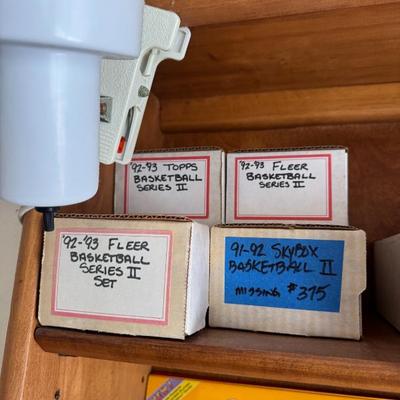 '92-'93 TOPPS
BASKETBALL
SERIES II
'92-'93 FLEER
BASKETBALL
SERIES II
'92-'93 FLEER
BASKETBALL
SERIES II
SET
91-92 SKYBOX
BASKETBALL II
MISSING #375